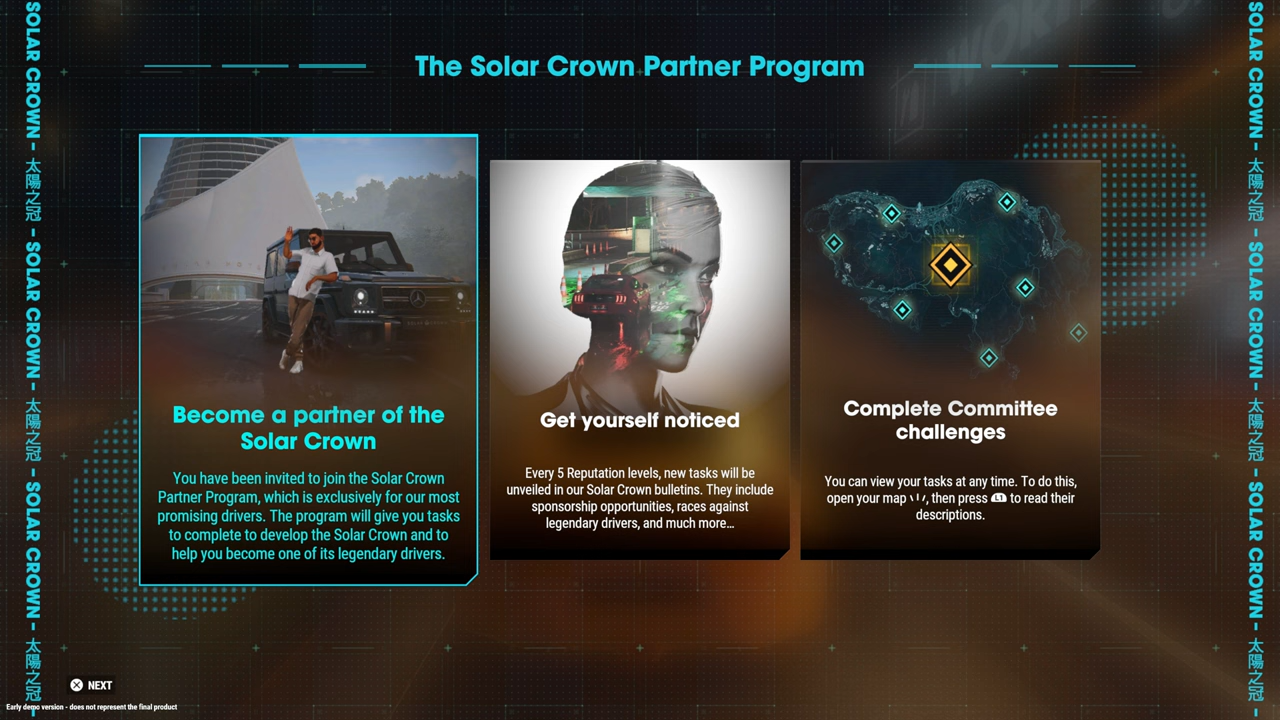 The Solar Crown Partner Program
Become a partner of the
Solar Crown
You have been invited to join the Solar Crown
Partner Program, which is exclusively for our most
promising drivers. The program will give you tasks
to complete to develop the Solar Crown and to
help you become one of its legendary drivers.
Get yourself noticed
Every 5 Reputation levels, new tasks will be
unveiled in our Solar Crown bulletins. They include
sponsorship opportunities, races against
legendary drivers, and much more...
Complete Committee
challenges
You can view your tasks at any time. To do this,
open your map, then press L1 to read their
descriptions.
SOLAR CROWN - 太陽之冠 - SOLAR CROWN - 太陽之冠 - SOLAR CROWN - 太陽之冠 -
SOLAR CROWN - 太陽之冠 - SOLAR CROWN - 太陽之冠 - SOLAR CROWN - 太陽之冠 -
NEXT
Early demo version - does not represent the final product